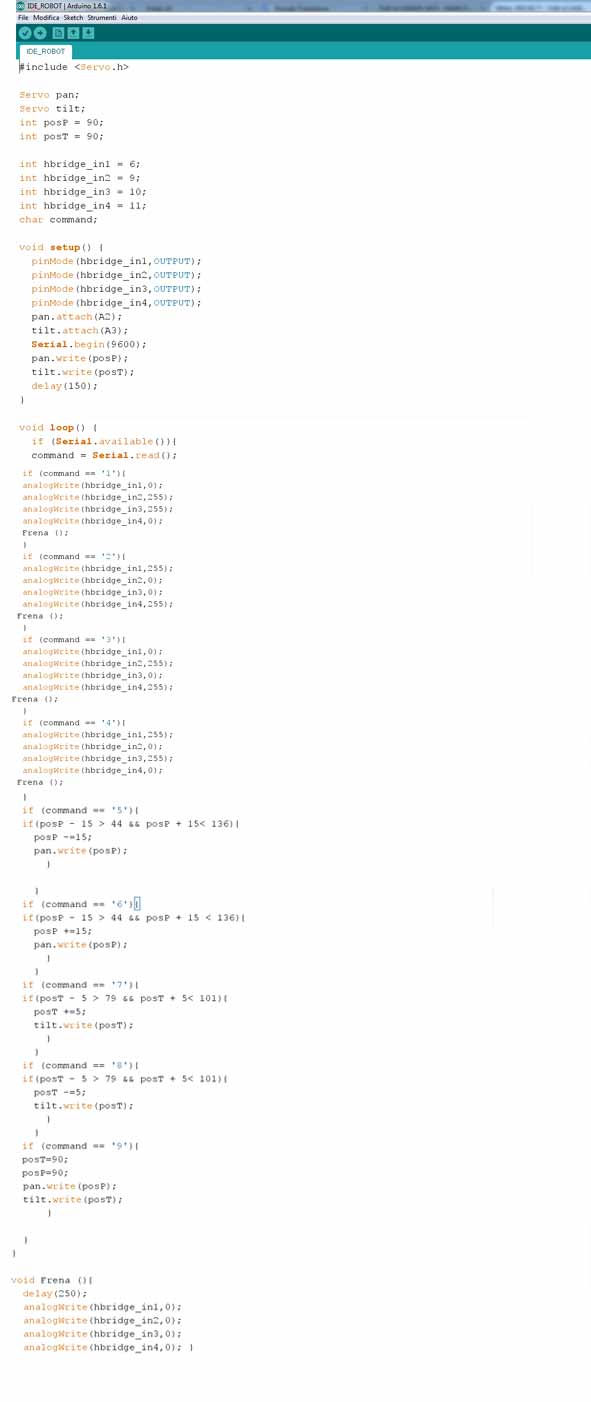 IDE_ROBOT | Arduino 1.6.1
File Modifica Sketch Strumenti Aiuto
IDE_ROBOT
#include <Servo.h>
Servo pan;
Servo tilt;
int posP = 90;
int posT = 90;
int hbridge_in1 = 6;
int hbridge_in2 = 9;
int hbridge_in3 = 10;
int hbridge_in4 = 11;
char command;
void setup() {
pinMode(hbridge_in1,OUTPUT);
pinMode(hbridge_in2,OUTPUT);
pinMode(hbridge_in3,OUTPUT);
pinMode(hbridge_in4,OUTPUT);
pan.attach(A2);
tilt.attach(A3);
Serial.begin(9600);
pan.write(posP);
tilt.write(posT);
delay(150);
}
void loop() {
if (Serial.available()){
command = Serial.read();
if (command == '1'){
analogWrite(hbridge_in1,0);
analogWrite(hbridge_in2,255);
analogWrite(hbridge_in3,255);
analogWrite(hbridge_in4,0);
Frena ();
}
if (command == '2'){
analogWrite(hbridge_in1,255);
analogWrite(hbridge_in2,0);
analogWrite(hbridge_in3,0);
analogWrite(hbridge_in4,255);
Frena ();
}
if (command == '3'){
analogWrite(hbridge_in1,0);
analogWrite(hbridge_in2,255);
analogWrite(hbridge_in3,0);
analogWrite(hbridge_in4,255);
Frena ();
}
if (command == '4'){
analogWrite(hbridge_in1,255);
analogWrite(hbridge_in2,0);
analogWrite(hbridge_in3,255);
analogWrite(hbridge_in4,0);
Frena ();
}
if (command == '5'){
if(posP - 15 > 44 && posP + 15< 136){
posP -=15;
pan.write(posP);
}
}
if (command == '6'){
if(posP - 15 > 44 && posP + 15 < 136){
posP +=15;
pan.write(posP);
}
}
if (command == '7'){
if(posT - 5 > 79 && posT + 5< 101){
posT +=5;
tilt.write(posT);
}
}
if (command == '8'){
if(posT - 5 > 79 && posT + 5< 101){
posT -=5;
tilt.write(posT);
}
}
if (command == '9'){
posT=90;
posP=90;
pan.write(posP);
tilt.write(posT);
}
}
}
void Frena (){
delay(250);
analogWrite(hbridge_in1,0);
analogWrite(hbridge_in2,0);
analogWrite(hbridge_in3,0);
analogWrite(hbridge_in4,0); }